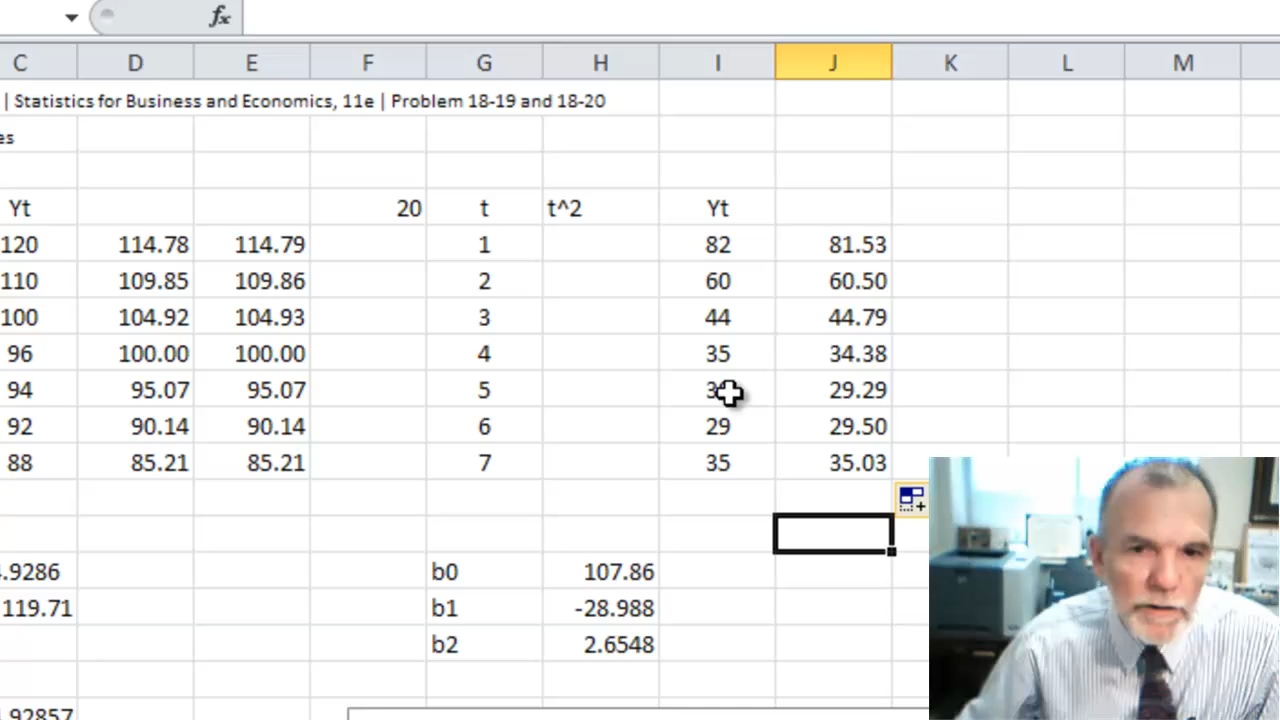 fx
C D E F G H I J K L M
| Statistics for Business and Economics, 11e | Problem 18-19 and 18-20
es
Yt 20 t t^2 Yt
120 114.78 114.79 1 82 81.53
110 109.85 109.86 2 60 60.50
100 104.92 104.93 3 44 44.79
96 100.00 100.00 4 35 34.38
94 95.07 95.07 5 29.29
92 90.14 90.14 6 29 29.50
88 85.21 85.21 7 35 35.03
.9286 b0 107.86
119.71 b1 -28.988
b2 2.6548
.92857